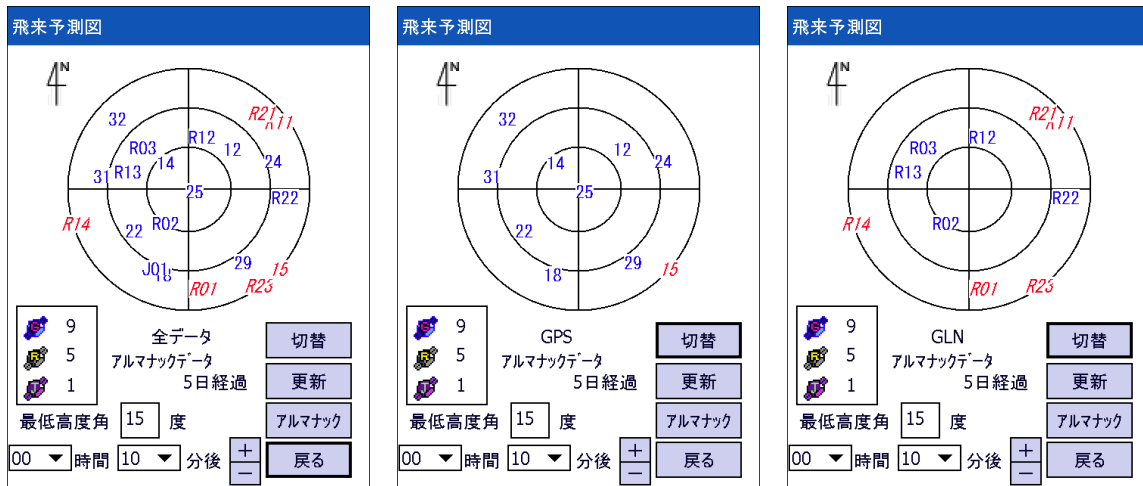 飛来予測図
N
R21
R11
32
R12
R03
12
14
24
31
R13
25
R22
R14
R02
22
J01
18
29
15
R01
R23
9
5
1
全データ
アルマナックデータ
5日経過
切替
更新
最低高度角 15 度
アルマナック
00 時間 10 分後
+
−
戻る
飛来予測図
N
32
12
14
24
31
25
22
18
29
15
9
5
1
GPS
アルマナックデータ
5日経過
切替
更新
最低高度角 15 度
アルマナック
00 時間 10 分後
+
−
戻る
飛来予測図
N
R21
R11
R12
R03
R13
R22
R14
R02
R01
R23
9
5
1
GLN
アルマナックデータ
5日経過
切替
更新
最低高度角 15 度
アルマナック
00 時間 10 分後
+
−
戻る